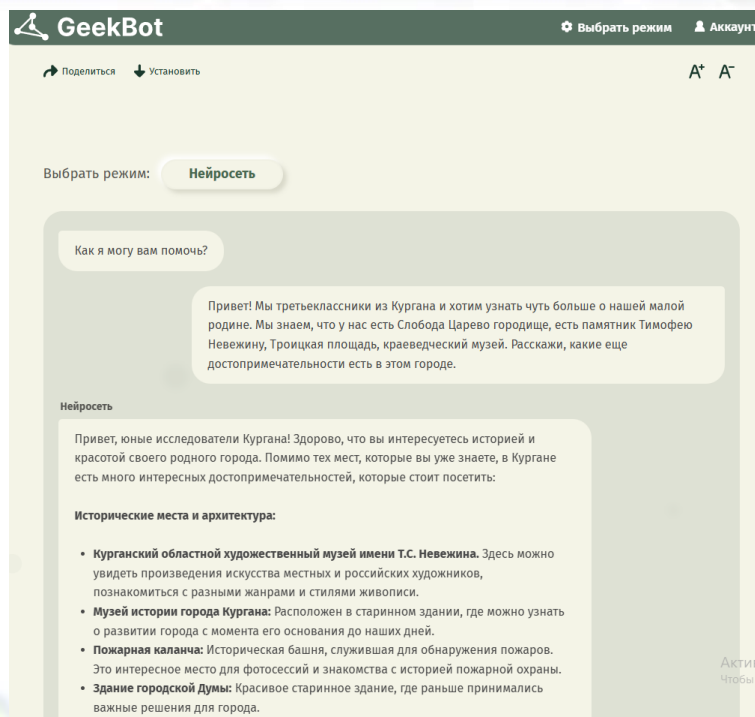 GeekBot
Выбрать режим
Аккаунт
Поделиться
Установить
A+ A-
Выбрать режим: Нейросеть
Как я могу вам помочь?
Привет! Мы третьеклассники из Кургана и хотим узнать чуть больше о нашей малой
родине. Мы знаем, что у нас есть Слобода Царево городище, есть памятник Тимофею
Невежину, Троицкая площадь, краеведческий музей. Расскажи, какие еще
достопримечательности есть в этом городе.
Нейросеть
Привет, юные исследователи Кургана! Здорово, что вы интересуетесь историей и
красотой своего родного города. Помимо тех мест, которые вы уже знаете, в Кургане
есть много интересных достопримечательностей, которые стоит посетить:
Исторические места и архитектура:
• Курганский областной художественный музей имени Т.С. Невежина. Здесь можно
увидеть произведения искусства местных и российских художников,
познакомиться с разными жанрами и стилями живописи.
• Музей истории города Кургана: Расположен в старинном здании, где можно узнать
о развитии города с момента его основания до наших дней.
• Пожарная каланча: Историческая башня, служившая для обнаружения пожаров.
Это интересное место для фотосессий и знакомства с историей пожарной охраны.
• Здание городской Думы: Красивое старинное здание, где раньше принимались
важные решения для города.
Акти
Чтобы